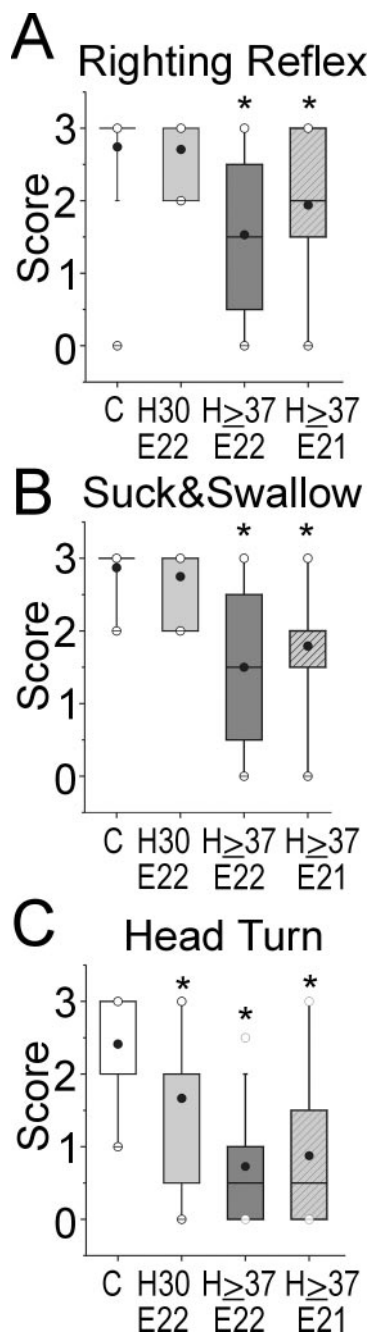 A Righting Reflex
* *
Score
3
2
1
0
C H30 H≥37 H≥37
E22 E22 E21
B Suck&Swallow
* *
Score
3
2
1
0
C H30 H≥37 H≥37
E22 E22 E21
C Head Turn
* * *
Score
3
2
1
0
C H30 H≥37 H≥37
E22 E22 E21